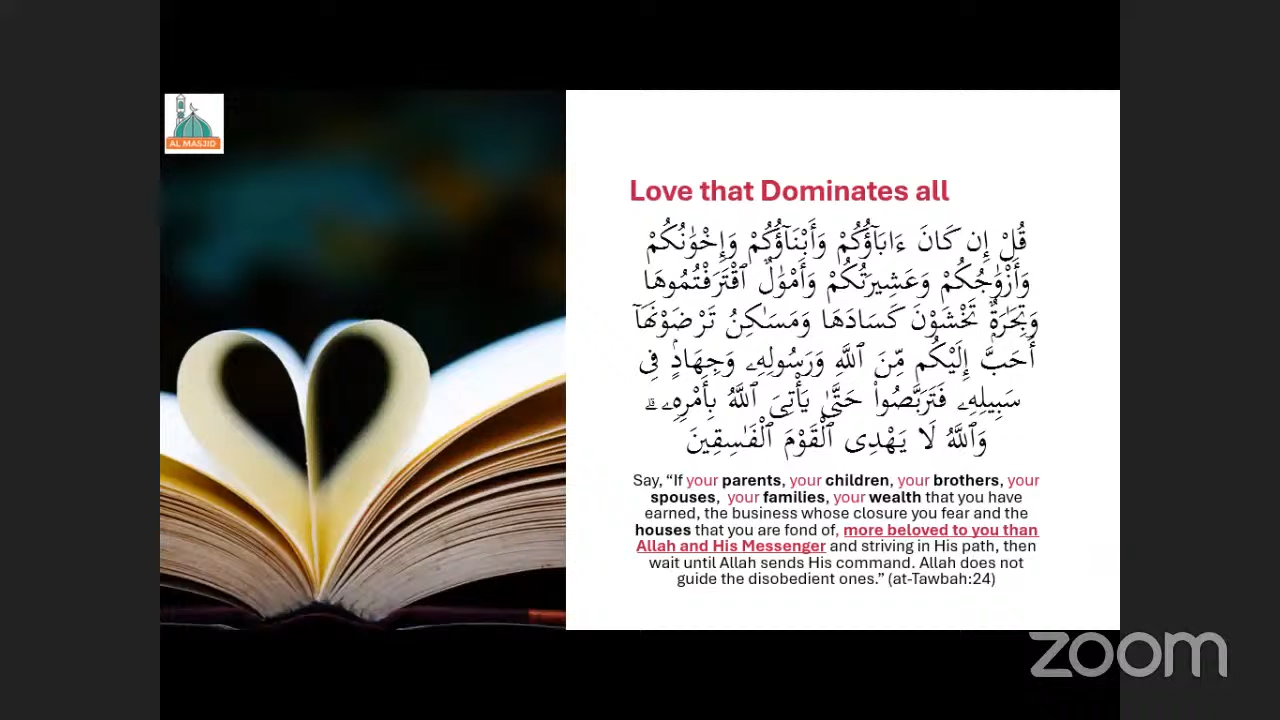 AL MASJID
Love that Dominates all
قُلْ إِن كَانَ ءَابَآؤُكُمْ وَأَبْنَآؤُكُمْ وَإِخْوَٰنُكُمْ
وَأَزْوَٰجُكُمْ وَعَشِيرَتُكُمْ وَأَمْوَٰلٌ ٱقْتَرَفْتُمُوهَا
وَتِجَـٰرَةٌ تَخْشَوْنَ كَسَادَهَا وَمَسَـٰكِنُ تَرْضَوْنَهَآ
أَحَبَّ إِلَيْكُم مِّنَ ٱللَّهِ وَرَسُولِهِۦ وَجِهَادٍ فِى
سَبِيلِهِۦ فَتَرَبَّصُوا۟ حَتَّىٰ يَأْتِىَ ٱللَّهُ بِأَمْرِهِۦ ۗ
وَٱللَّهُ لَا يَهْدِى ٱلْقَوْمَ ٱلْفَـٰسِقِينَ
Say, “If your parents, your children, your brothers, your
spouses, your families, your wealth that you have
earned, the business whose closure you fear and the
houses that you are fond of, more beloved to you than
Allah and His Messenger and striving in His path, then
wait until Allah sends His command. Allah does not
guide the disobedient ones.” (at-Tawbah:24)
zoom